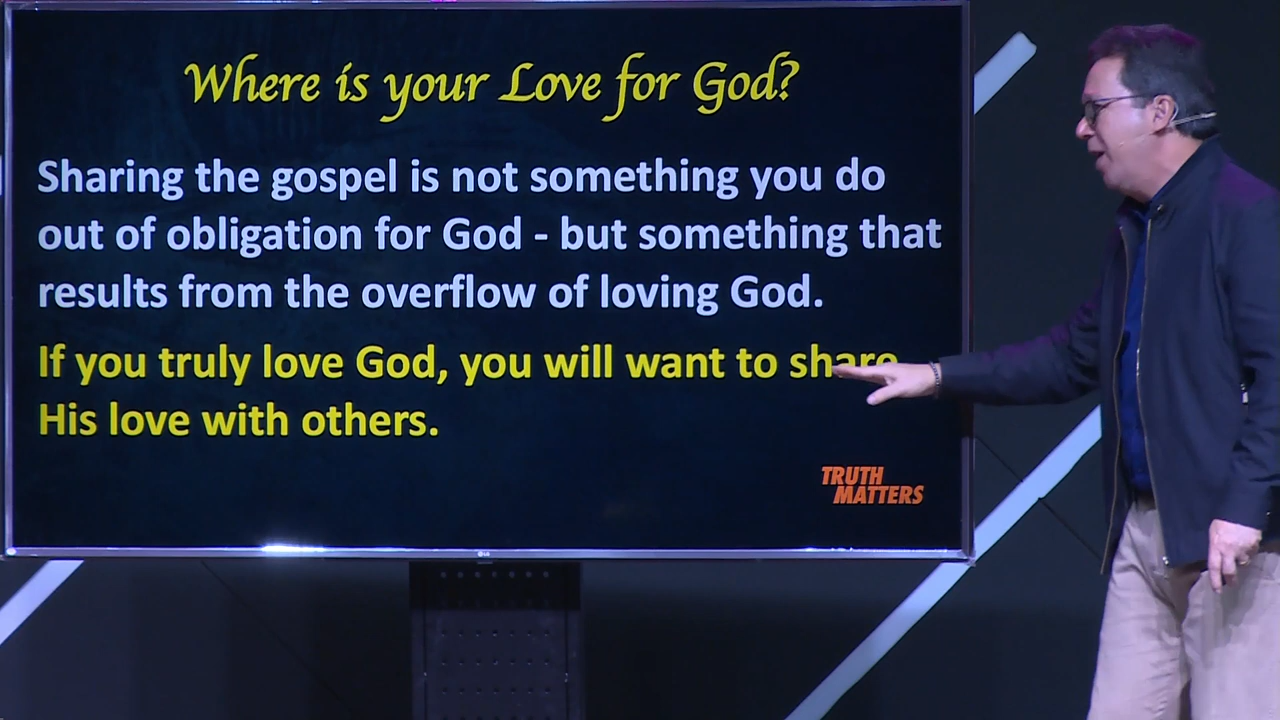 Where is your Love for God?
Sharing the gospel is not something you do
out of obligation for God - but something that
results from the overflow of loving God.
If you truly love God, you will want to share
His love with others.
TRUTH
MATTERS
LG